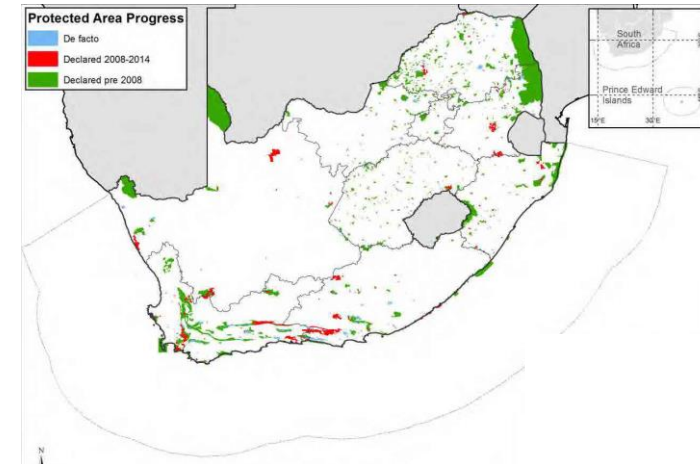 Protected Area Progress
De facto
Declared 2008-2014
Declared pre 2008
South
Africa
Prince Edward
Islands
15°E
32°E
N